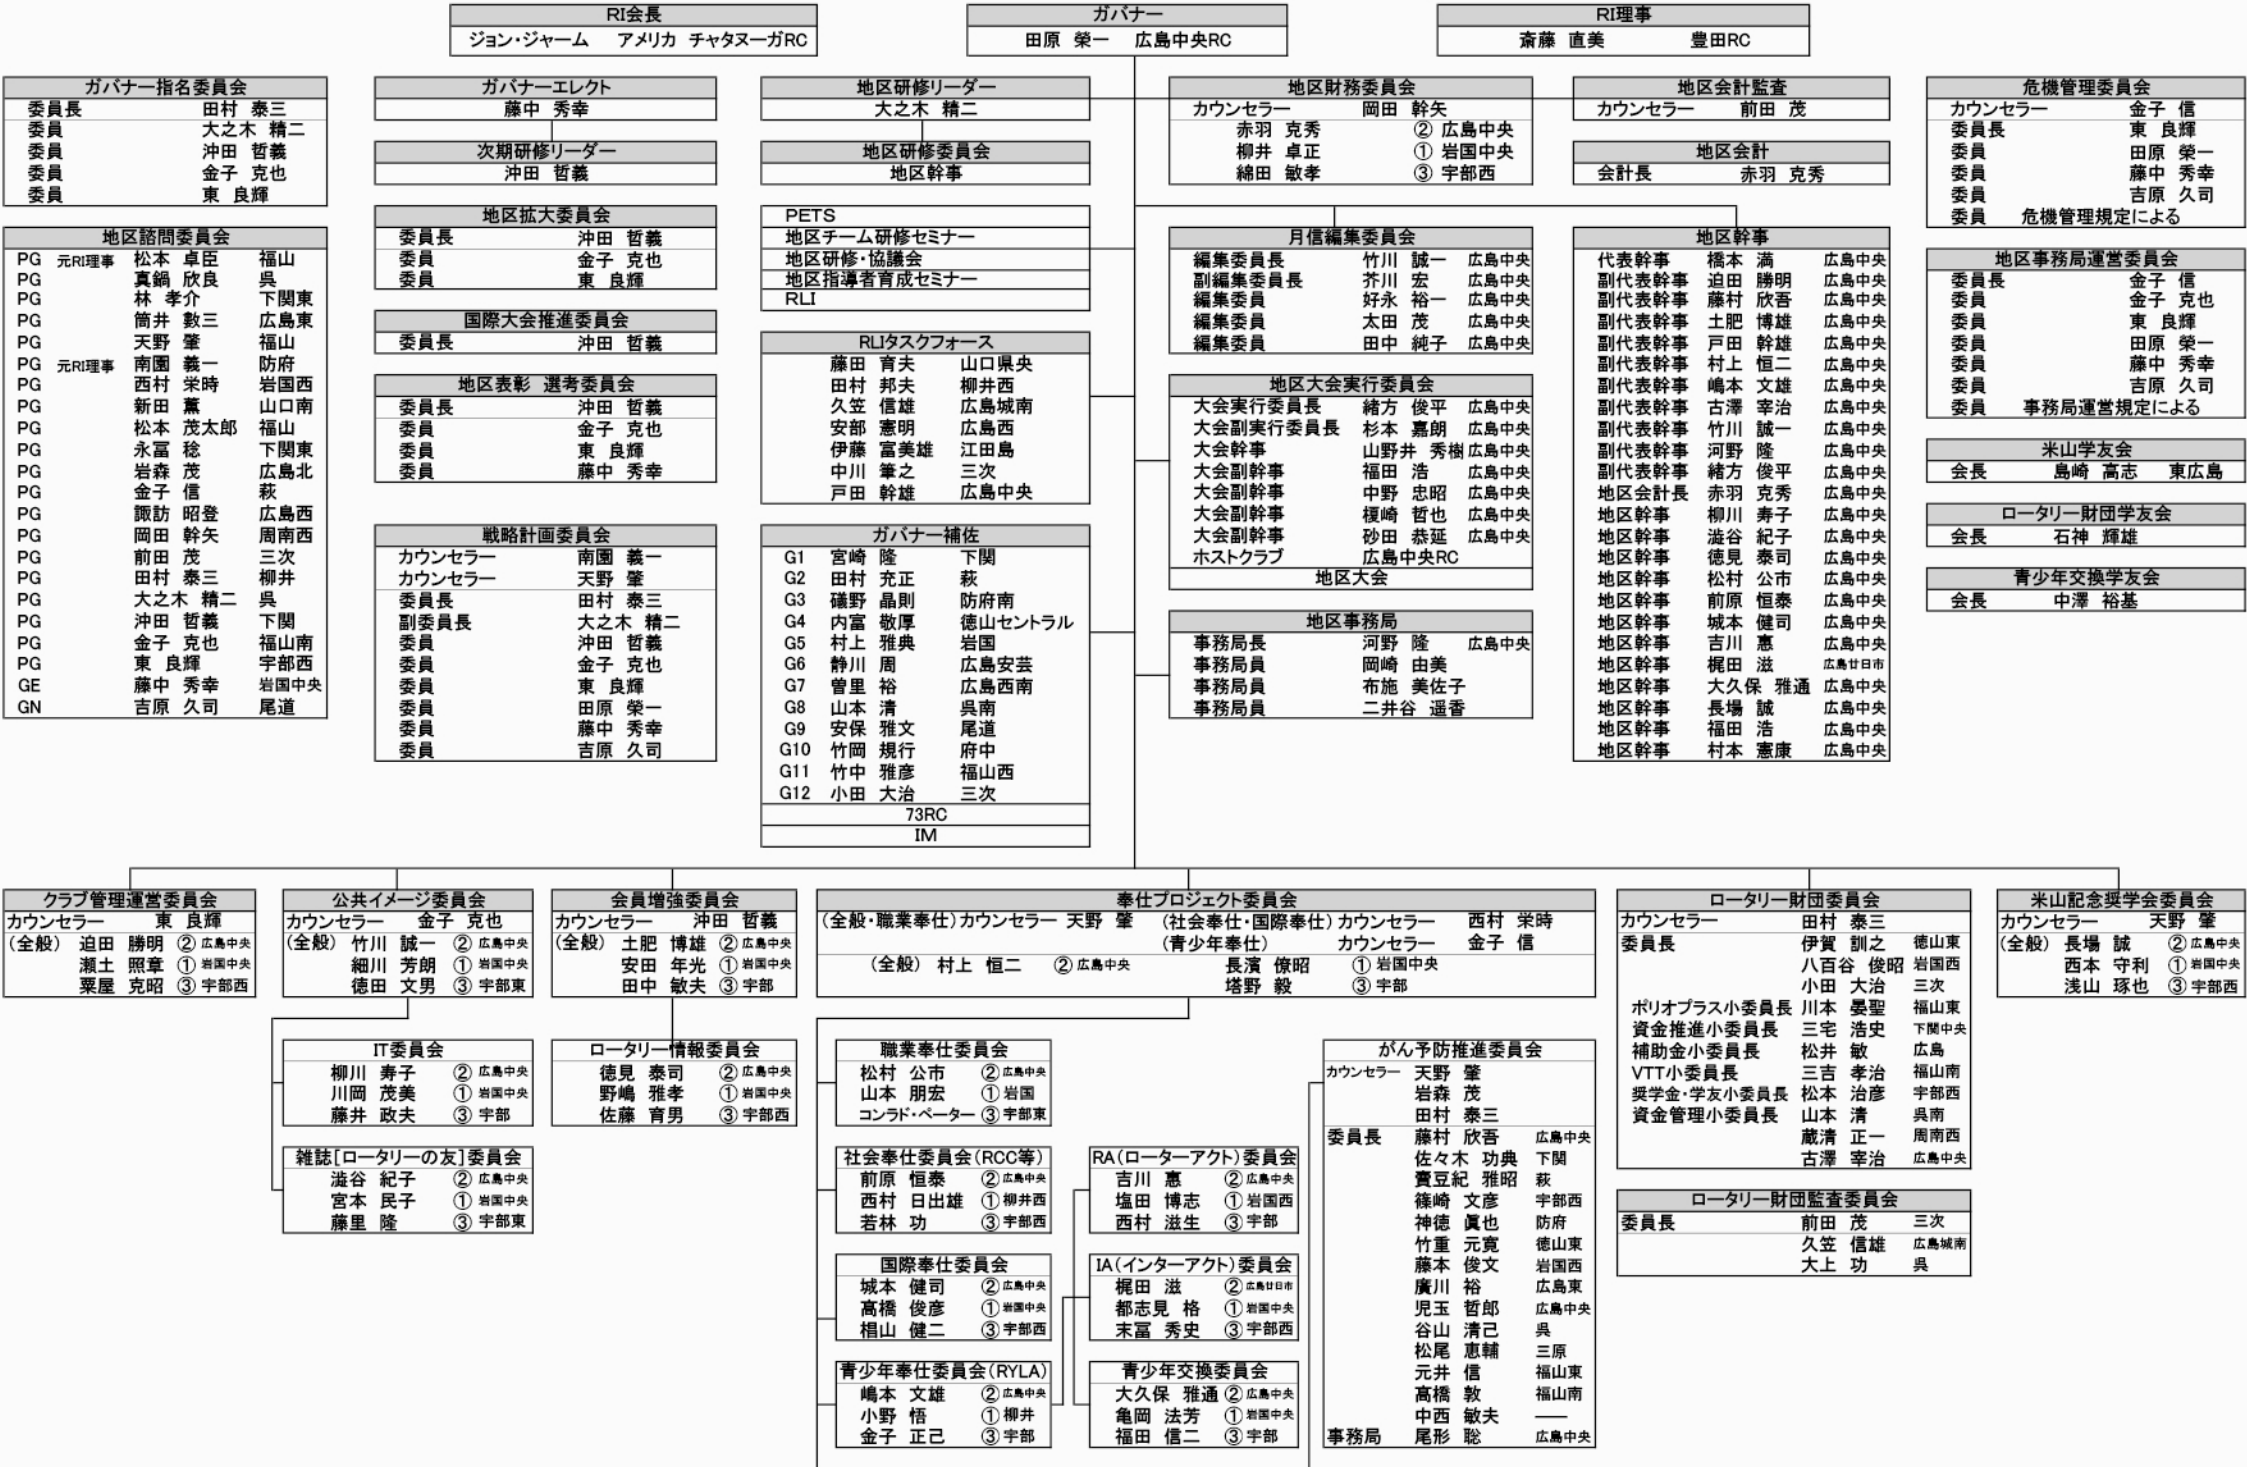 RI会長
ジョン・ジャーム アメリカ チャタヌーガRC
ガバナー
田原 榮一 広島中央RC
RI理事
斎藤 直美 豊田RC
ガバナー指名委員会
委員長 田村 泰三
委員 大之木 精二
委員 沖田 哲義
委員 金子 克也
委員 東 良輝
地区諮問委員会
PG 元RI理事 松本 卓臣 福山
PG 真鍋 欣良 呉
PG 林 孝介 下関東
PG 筒井 數三 広島東
PG 天野 肇 福山
PG 元RI理事 南園 義一 防府
PG 西村 栄時 岩国西
PG 新田 薫 山口南
PG 松本 茂太郎 福山
PG 永冨 稔 下関東
PG 岩森 茂 広島北
PG 金子 信 萩
PG 諏訪 昭登 広島西
PG 岡田 幹矢 周南西
PG 前田 茂 三次
PG 田村 泰三 柳井
PG 大之木 精二 呉
PG 沖田 哲義 下関
PG 金子 克也 福山南
PG 東 良輝 宇部西
GE 藤中 秀幸 岩国中央
GN 吉原 久司 尾道
ガバナーエレクト
藤中 秀幸
次期研修リーダー
沖田 哲義
地区拡大委員会
委員長 沖田 哲義
委員 金子 克也
委員 東 良輝
国際大会推進委員会
委員長 沖田 哲義
地区表彰 選考委員会
委員長 沖田 哲義
委員 金子 克也
委員 東 良輝
委員 藤中 秀幸
戦略計画委員会
カウンセラー 南園 義一
カウンセラー 天野 肇
委員長 田村 泰三
副委員長 大之木 精二
委員 沖田 哲義
委員 金子 克也
委員 東 良輝
委員 田原 榮一
委員 藤中 秀幸
委員 吉原 久司
地区研修リーダー
大之木 精二
地区研修委員会
地区幹事
PETS
地区チーム研修セミナー
地区研修・協議会
地区指導者育成セミナー
RLI
RLIタスクフォース
藤田 育夫 山口県央
田村 邦夫 柳井西
久笠 信雄 広島城南
安部 憲明 広島西
伊藤 富美雄 江田島
中川 筆之 三次
戸田 幹雄 広島中央
ガバナー補佐
G1 宮崎 隆 下関
G2 田村 充正 萩
G3 礒野 晶則 防府南
G4 内富 敬厚 徳山セントラル
G5 村上 雅典 岩国
G6 静川 周 広島安芸
G7 曽里 裕 広島西南
G8 山本 清 呉南
G9 安保 雅文 尾道
G10 竹岡 規行 府中
G11 竹中 雅彦 福山西
G12 小田 大治 三次
73RC
IM
地区財務委員会
カウンセラー 岡田 幹矢
赤羽 克秀 ② 広島中央
柳井 卓正 ① 岩国中央
綿田 敏孝 ③ 宇部西
月信編集委員会
編集委員長 竹川 誠一 広島中央
副編集委員長 芥川 宏 広島中央
編集委員 好永 裕一 広島中央
編集委員 太田 茂 広島中央
編集委員 田中 純子 広島中央
地区大会実行委員会
大会実行委員長 緒方 俊平 広島中央
大会副実行委員長 杉本 嘉朗 広島中央
大会幹事 山野井 秀樹 広島中央
大会副幹事 福田 浩 広島中央
大会副幹事 中野 忠昭 広島中央
大会副幹事 榎崎 哲也 広島中央
大会副幹事 砂田 恭延 広島中央
ホストクラブ 広島中央RC
地区大会
地区事務局
事務局長 河野 隆 広島中央
事務局員 岡崎 由美
事務局員 布施 美佐子
事務局員 二井谷 遥香
地区会計監査
カウンセラー 前田 茂
地区会計
会計長 赤羽 克秀
地区幹事
代表幹事 橋本 満 広島中央
副代表幹事 迫田 勝明 広島中央
副代表幹事 藤村 欣吾 広島中央
副代表幹事 土肥 博雄 広島中央
副代表幹事 戸田 幹雄 広島中央
副代表幹事 村上 恒二 広島中央
副代表幹事 嶋本 文雄 広島中央
副代表幹事 古澤 宰治 広島中央
副代表幹事 竹川 誠一 広島中央
副代表幹事 河野 隆 広島中央
副代表幹事 緒方 俊平 広島中央
地区会計長 赤羽 克秀 広島中央
地区幹事 柳川 寿子 広島中央
地区幹事 澁谷 紀子 広島中央
地区幹事 徳見 泰司 広島中央
地区幹事 松村 公市 広島中央
地区幹事 前原 恒泰 広島中央
地区幹事 城本 健司 広島中央
地区幹事 吉川 惠 広島中央
地区幹事 梶田 滋 広島廿日市
地区幹事 大久保 雅通 広島中央
地区幹事 長場 誠 広島中央
地区幹事 福田 浩 広島中央
地区幹事 村本 憲康 広島中央
危機管理委員会
カウンセラー 金子 信
委員長 東 良輝
委員 田原 榮一
委員 藤中 秀幸
委員 吉原 久司
委員 危機管理規定による
地区事務局運営委員会
委員長 金子 信
委員 金子 克也
委員 東 良輝
委員 田原 榮一
委員 藤中 秀幸
委員 吉原 久司
委員 事務局運営規定による
米山学友会
会長 島崎 高志 東広島
ロータリー財団学友会
会長 石神 輝雄
青少年交換学友会
会長 中澤 裕基
クラブ管理運営委員会
カウンセラー 東 良輝
(全般) 迫田 勝明 ② 広島中央
瀬土 照章 ① 岩国中央
粟屋 克昭 ③ 宇部西
公共イメージ委員会
カウンセラー 金子 克也
(全般) 竹川 誠一 ② 広島中央
細川 芳朗 ① 岩国中央
徳田 文男 ③ 宇部東
IT委員会
柳川 寿子 ② 広島中央
川岡 茂美 ① 岩国中央
藤井 政夫 ③ 宇部
雑誌[ロータリーの友]委員会
澁谷 紀子 ② 広島中央
宮本 民子 ① 岩国中央
藤里 隆 ③ 宇部東
会員増強委員会
カウンセラー 沖田 哲義
(全般) 土肥 博雄 ② 広島中央
安田 年光 ① 岩国中央
田中 敏夫 ③ 宇部
ロータリー情報委員会
徳見 泰司 ② 広島中央
野嶋 雅孝 ① 岩国中央
佐藤 育男 ③ 宇部西
奉仕プロジェクト委員会
(全般・職業奉仕)カウンセラー 天野 肇 (社会奉仕・国際奉仕) カウンセラー 西村 栄時
(青少年奉仕) カウンセラー 金子 信
(全般) 村上 恒二 ② 広島中央 長濱 僚昭 ① 岩国中央
塔野 毅 ③ 宇部
職業奉仕委員会
松村 公市 ② 広島中央
山本 朋宏 ① 岩国
コンラド・ペーター ③ 宇部東
社会奉仕委員会(RCC等)
前原 恒泰 ② 広島中央
西村 日出雄 ① 柳井西
若林 功 ③ 宇部西
国際奉仕委員会
城本 健司 ② 広島中央
高橋 俊彦 ① 岩国中央
椙山 健二 ③ 宇部西
青少年奉仕委員会(RYLA)
嶋本 文雄 ② 広島中央
小野 悟 ① 柳井
金子 正己 ③ 宇部
RA(ローターアクト)委員会
吉川 惠 ② 広島中央
塩田 博志 ① 岩国西
西村 滋生 ③ 宇部
IA(インターアクト)委員会
梶田 滋 ② 広島廿日市
都志見 格 ① 岩国中央
末冨 秀史 ③ 宇部西
青少年交換委員会
大久保 雅通 ② 広島中央
亀岡 法芳 ① 岩国中央
福田 信二 ③ 宇部
がん予防推進委員会
カウンセラー 天野 肇
岩森 茂
田村 泰三
委員長 藤村 欣吾 広島中央
佐々木 功典 下関
賚豆紀 雅昭 萩
篠崎 文彦 宇部西
神徳 眞也 防府
竹重 元寛 徳山東
藤本 俊文 岩国西
廣川 裕 広島東
児玉 哲郎 広島中央
谷山 清己 呉
松尾 恵輔 三原
元井 信 福山東
高橋 敦 福山南
中西 敏夫 ――
事務局 尾形 聡 広島中央
ロータリー財団委員会
カウンセラー 田村 泰三
委員長 伊賀 訓之 徳山東
八百谷 俊昭 岩国西
小田 大治 三次
ポリオプラス小委員長 川本 晏聖 福山東
資金推進小委員長 三宅 浩史 下関中央
補助金小委員長 松井 敏 広島
VTT小委員長 三吉 孝治 福山南
奨学金・学友小委員長 松本 治彦 宇部西
資金管理小委員長 山本 清 呉南
蔵清 正一 周南西
古澤 宰治 広島中央
ロータリー財団監査委員会
委員長 前田 茂 三次
久笠 信雄 広島城南
大上 功 呉
米山記念奨学会委員会
カウンセラー 天野 肇
(全般) 長場 誠 ② 広島中央
西本 守利 ① 岩国中央
浅山 琢也 ③ 宇部西